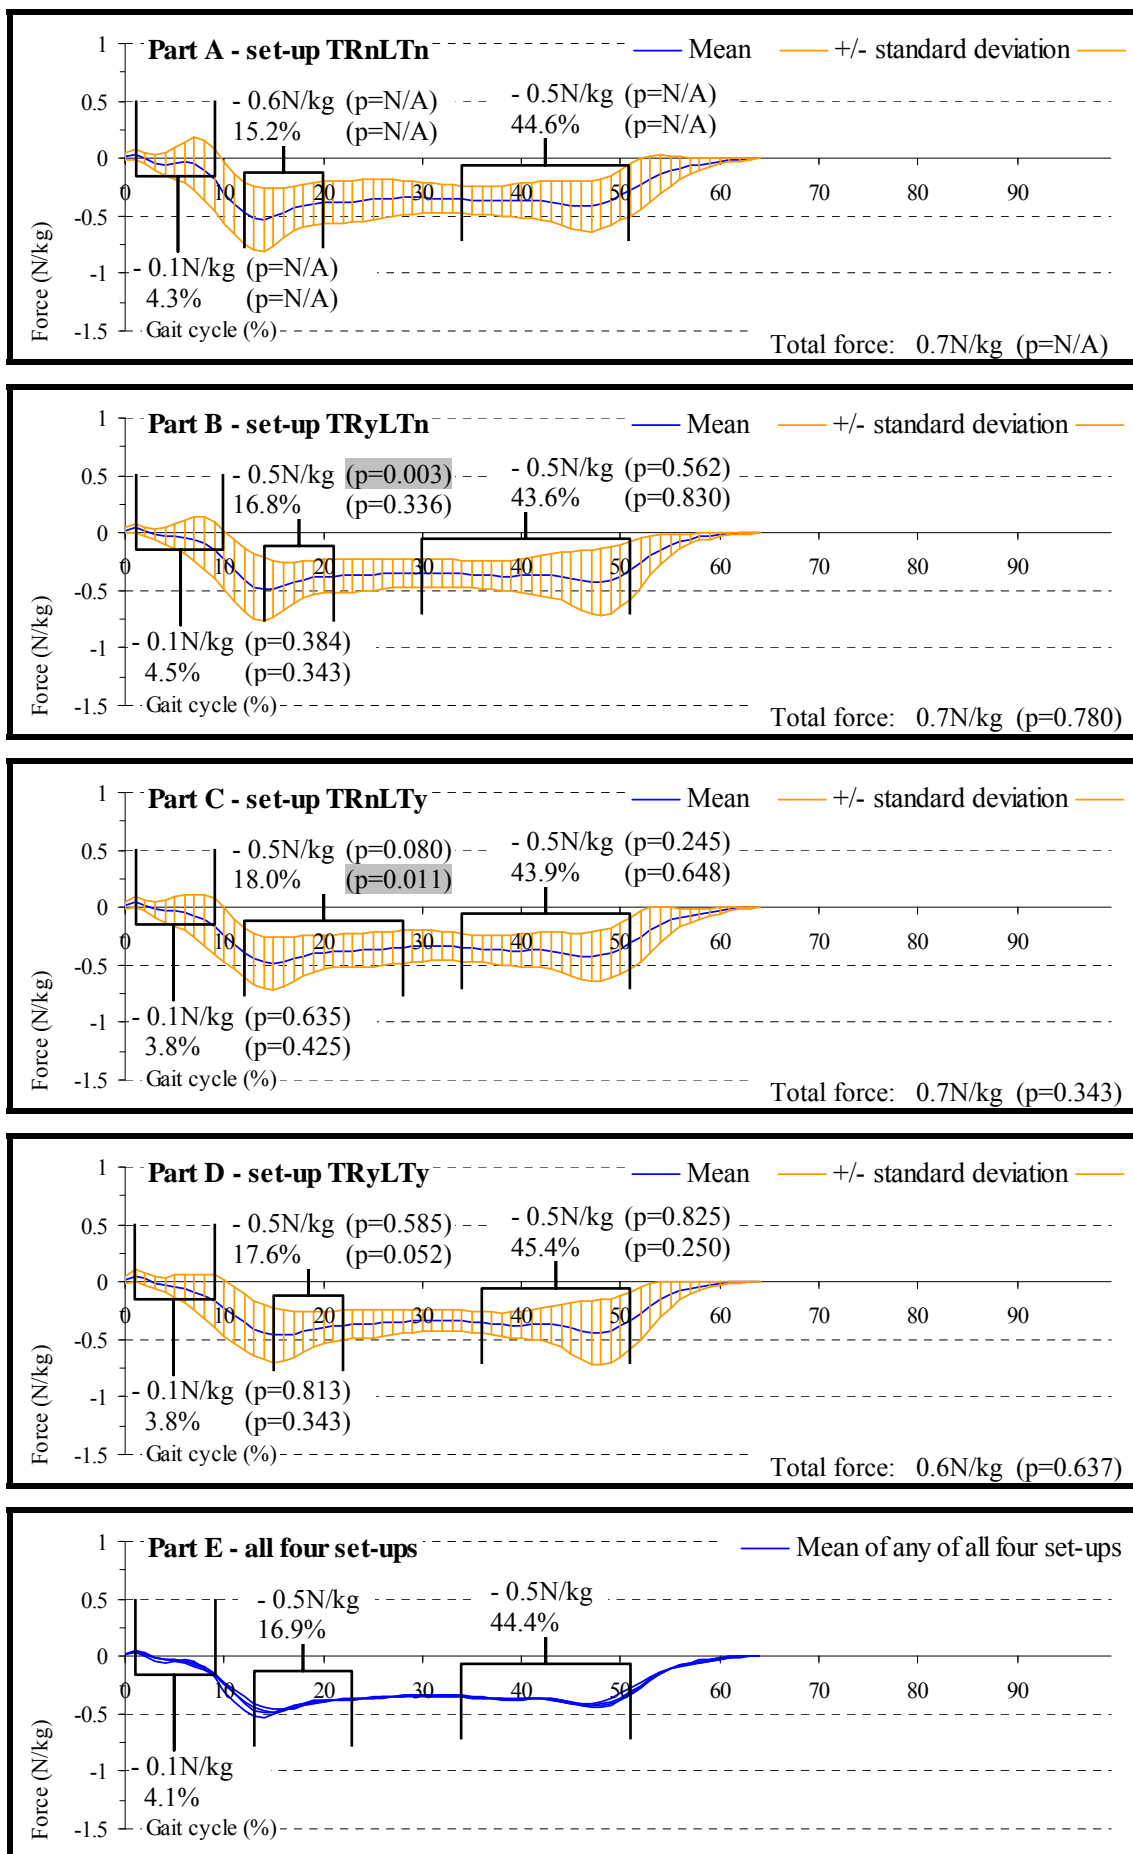 Part A - set-up TRnLTn
Mean
+/- standard deviation
1
0.5
0
-0.5
-1
-1.5
Force (N/kg)
- 0.6N/kg (p=N/A)
15.2% (p=N/A)
- 0.5N/kg (p=N/A)
44.6% (p=N/A)
0 10 20 30 40 50 60 70 80 90
- 0.1N/kg (p=N/A)
4.3% (p=N/A)
Gait cycle (%)
Total force: 0.7N/kg (p=N/A)
Part B - set-up TRyLTn
Mean
+/- standard deviation
1
0.5
0
-0.5
-1
-1.5
Force (N/kg)
- 0.5N/kg (p=0.003)
16.8% (p=0.336)
- 0.5N/kg (p=0.562)
43.6% (p=0.830)
0 10 20 30 40 50 60 70 80 90
- 0.1N/kg (p=0.384)
4.5% (p=0.343)
Gait cycle (%)
Total force: 0.7N/kg (p=0.780)
Part C - set-up TRnLTy
Mean
+/- standard deviation
1
0.5
0
-0.5
-1
-1.5
Force (N/kg)
- 0.5N/kg (p=0.080)
18.0% (p=0.011)
- 0.5N/kg (p=0.245)
43.9% (p=0.648)
0 10 20 30 40 50 60 70 80 90
- 0.1N/kg (p=0.635)
3.8% (p=0.425)
Gait cycle (%)
Total force: 0.7N/kg (p=0.343)
Part D - set-up TRyLTy
Mean
+/- standard deviation
1
0.5
0
-0.5
-1
-1.5
Force (N/kg)
- 0.5N/kg (p=0.585)
17.6% (p=0.052)
- 0.5N/kg (p=0.825)
45.4% (p=0.250)
0 10 20 30 40 50 60 70 80 90
- 0.1N/kg (p=0.813)
3.8% (p=0.343)
Gait cycle (%)
Total force: 0.6N/kg (p=0.637)
Part E - all four set-ups
Mean of any of all four set-ups
1
0.5
0
-0.5
-1
-1.5
Force (N/kg)
- 0.5N/kg
16.9%
- 0.5N/kg
44.4%
0 10 20 30 40 50 60 70 80 90
- 0.1N/kg
4.1%
Gait cycle (%)